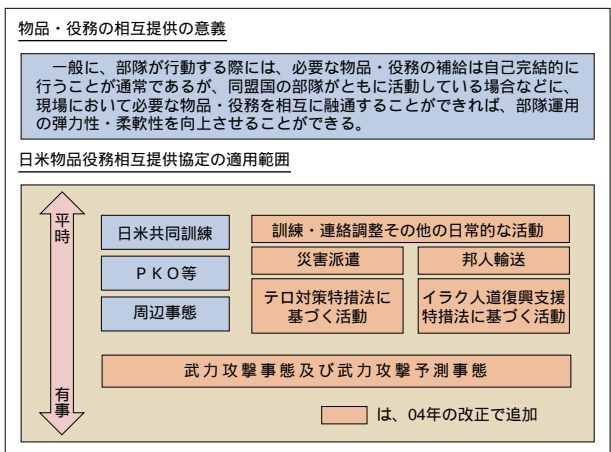 物品・役務の相互提供の意義
一般に、部隊が行動する際には、必要な物品・役務の補給は自己完結的に
行うことが通常であるが、同盟国の部隊がともに活動している場合などに、
現場において必要な物品・役務を相互に融通することができれば、部隊運用
の弾力性・柔軟性を向上させることができる。
日米物品役務相互提供協定の適用範囲
平時
日米共同訓練
訓練・連絡調整その他の日常的な活動
PKO等
災害派遣
邦人輸送
周辺事態
テロ対策特措法に
基づく活動
イラク人道復興支援
特措法に基づく活動
武力攻撃事態及び武力攻撃予測事態
有事
は、04年の改正で追加